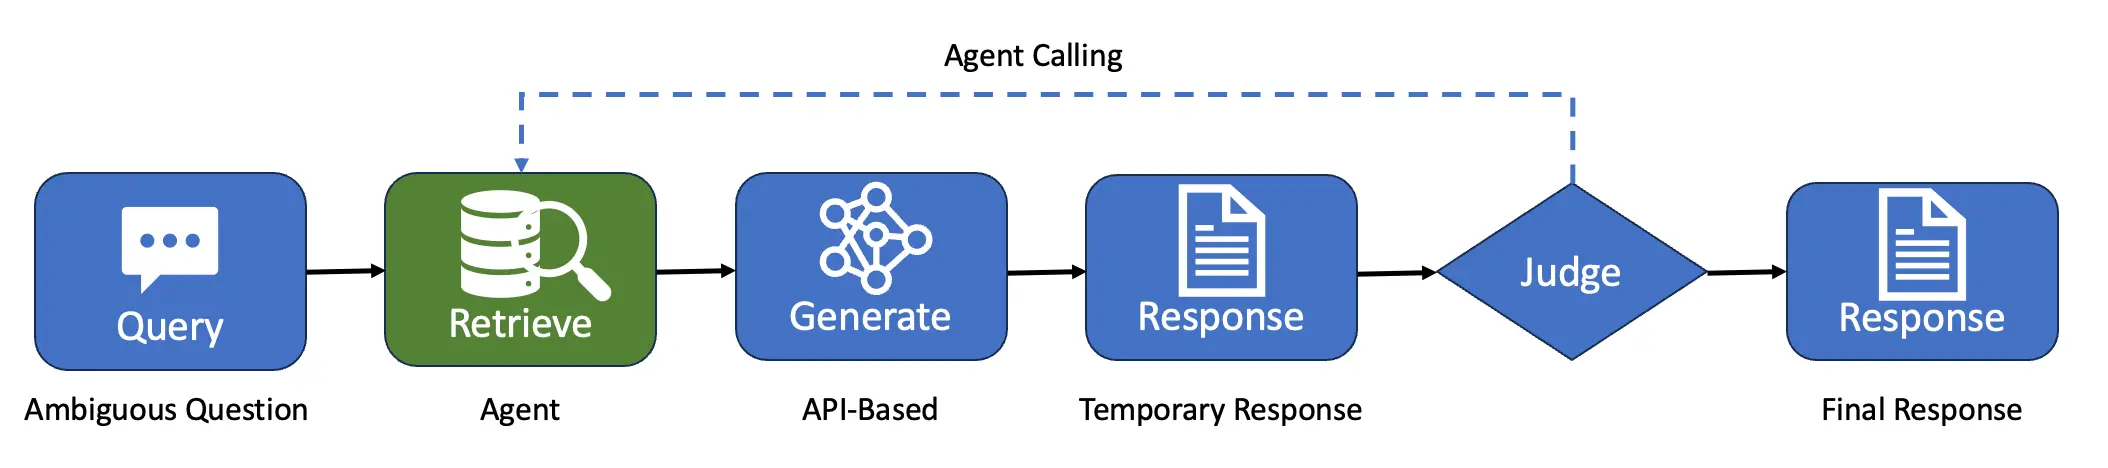 Agent Calling
Query
Retrieve
Generate
Response
Judge
Response
Ambiguous Question
Agent
API-Based
Temporary Response
Final Response